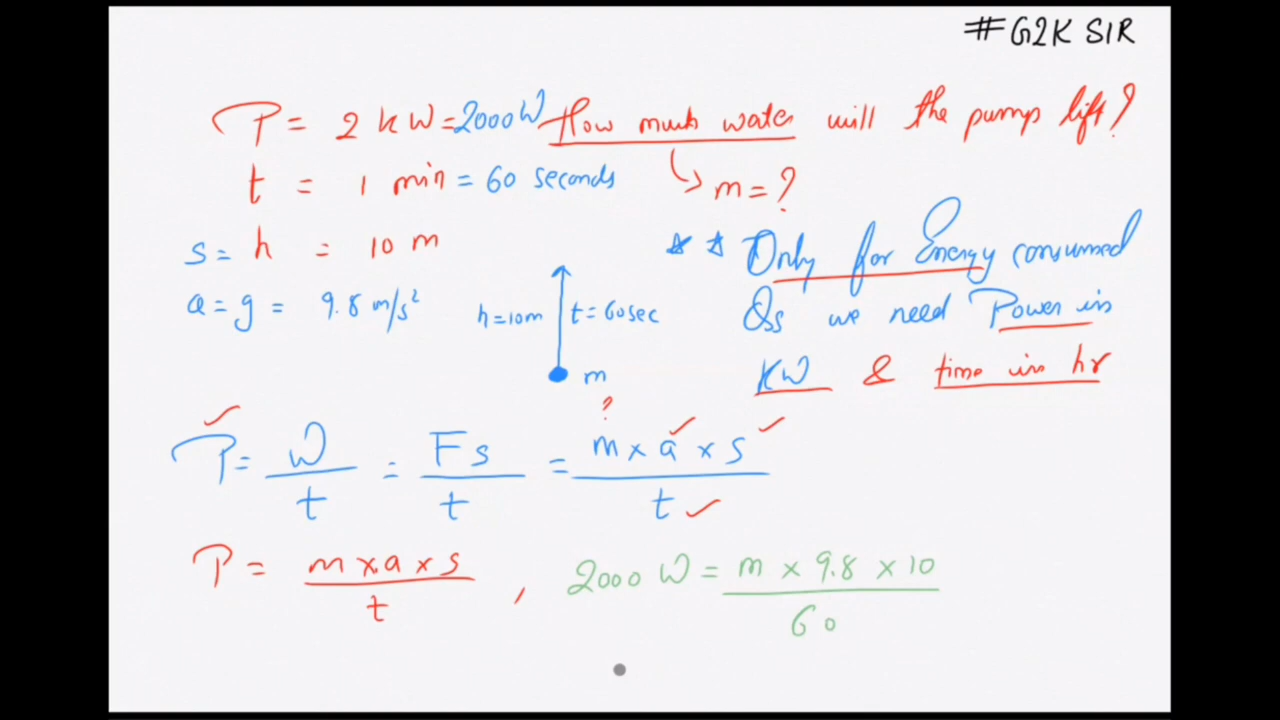 #G2K SIR
P = 2 kW = 2000W How much water will the pump lift?
t = 1 min = 60 seconds m = ?
s = h = 10 m
a = g = 9.8 m/s²
h = 10m t = 60sec
m
Only for Energy consumed
Qs we need Power in
KW & time in hr
?
P = W/t = F s/t = m x a x s/t
P = m x a x s/t , 2000 W = m x 9.8 x 10/60